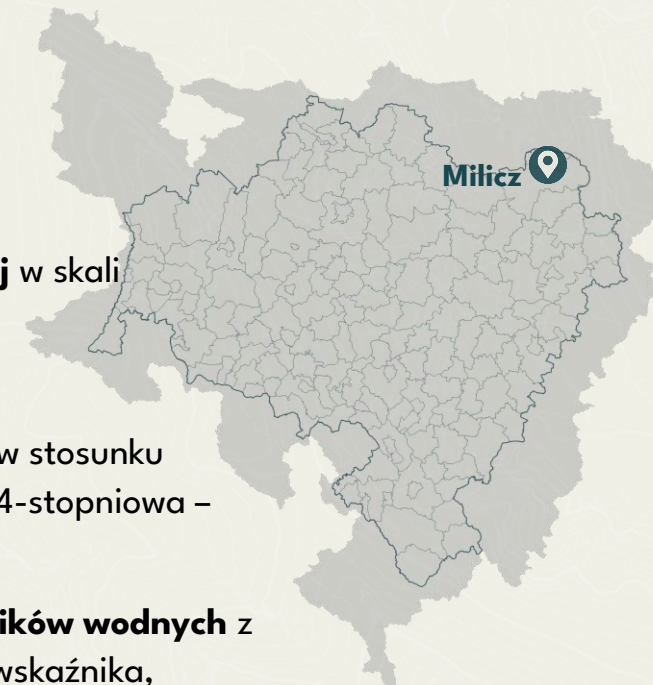 Milicz
j w skali
w stosunku
4-stopniowa –
ików wodnych z
wskaźnika,